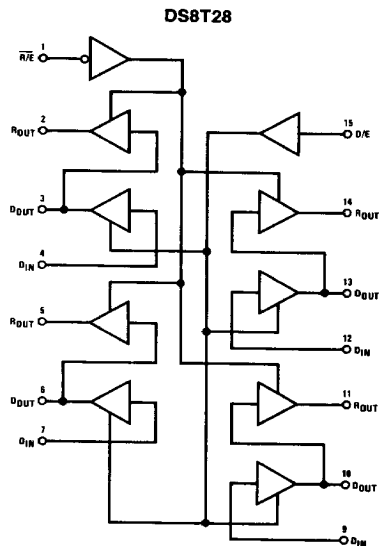 DS8T28
1
R/E
2
ROUT
15
D/E
3
DOUT
14
ROUT
4
DIN
13
DOUT
5
ROUT
12
DIN
6
DOUT
11
ROUT
7
DIN
10
DOUT
9
DIN